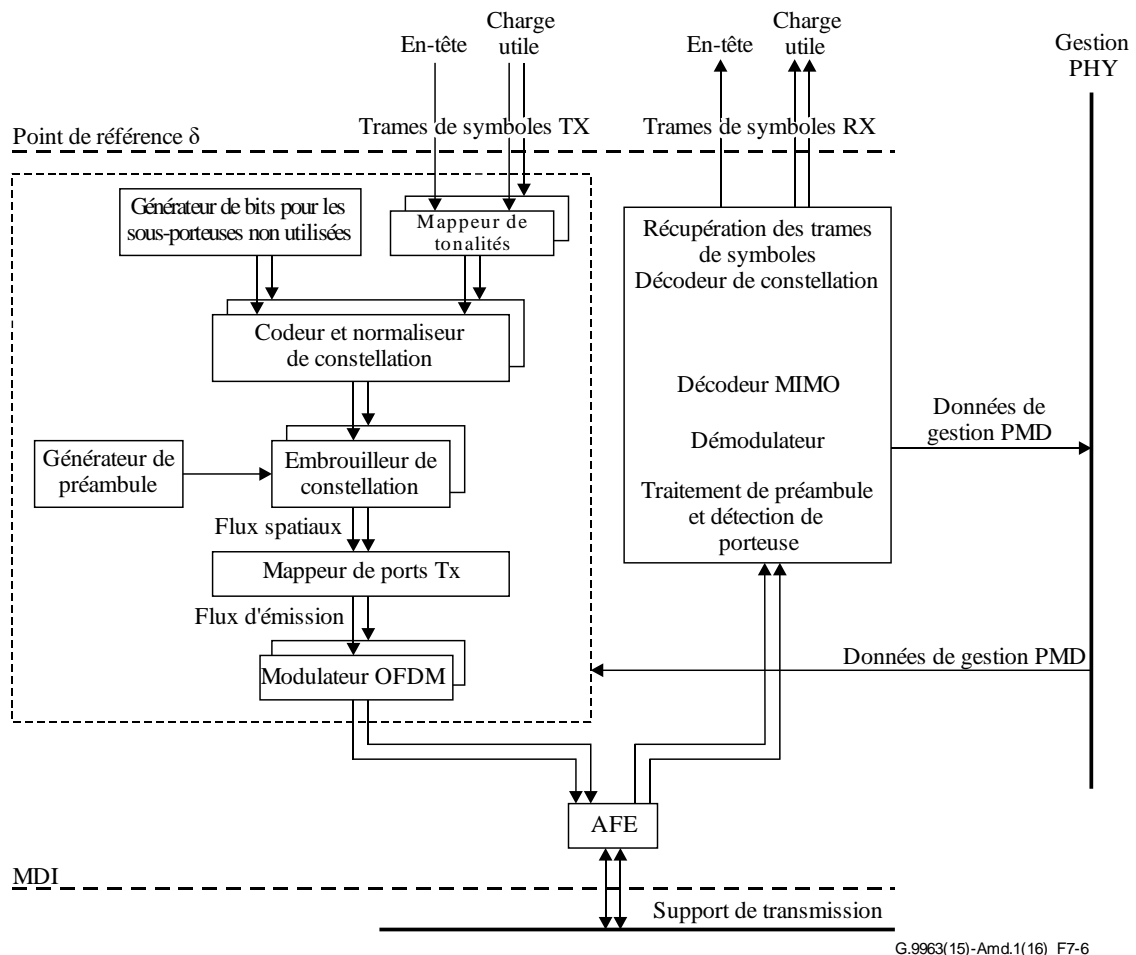 Charge
utile
En-tête
Charge
utile
En-tête
Gestion
PHY
Trames de symboles TX
Trames de symboles RX
Point de référence δ
Générateur de bits pour les
sous-porteuses non utilisées
Mappeur de
tonalités
Récupération des trames
de symboles
Décodeur de constellation
Codeur et normaliseur
de constellation
Décodeur MIMO
Données de
gestion PMD
Démodulateur
Générateur de
préambule
Embrouilleur de
constellation
Traitement de préambule
et détection de
porteuse
Flux spatiaux
Mappeur de ports Tx
Flux d'émission
Modulateur OFDM
Données de gestion PMD
AFE
MDI
Support de transmission
G.9963(15)-Amd.1(16)_F7-6